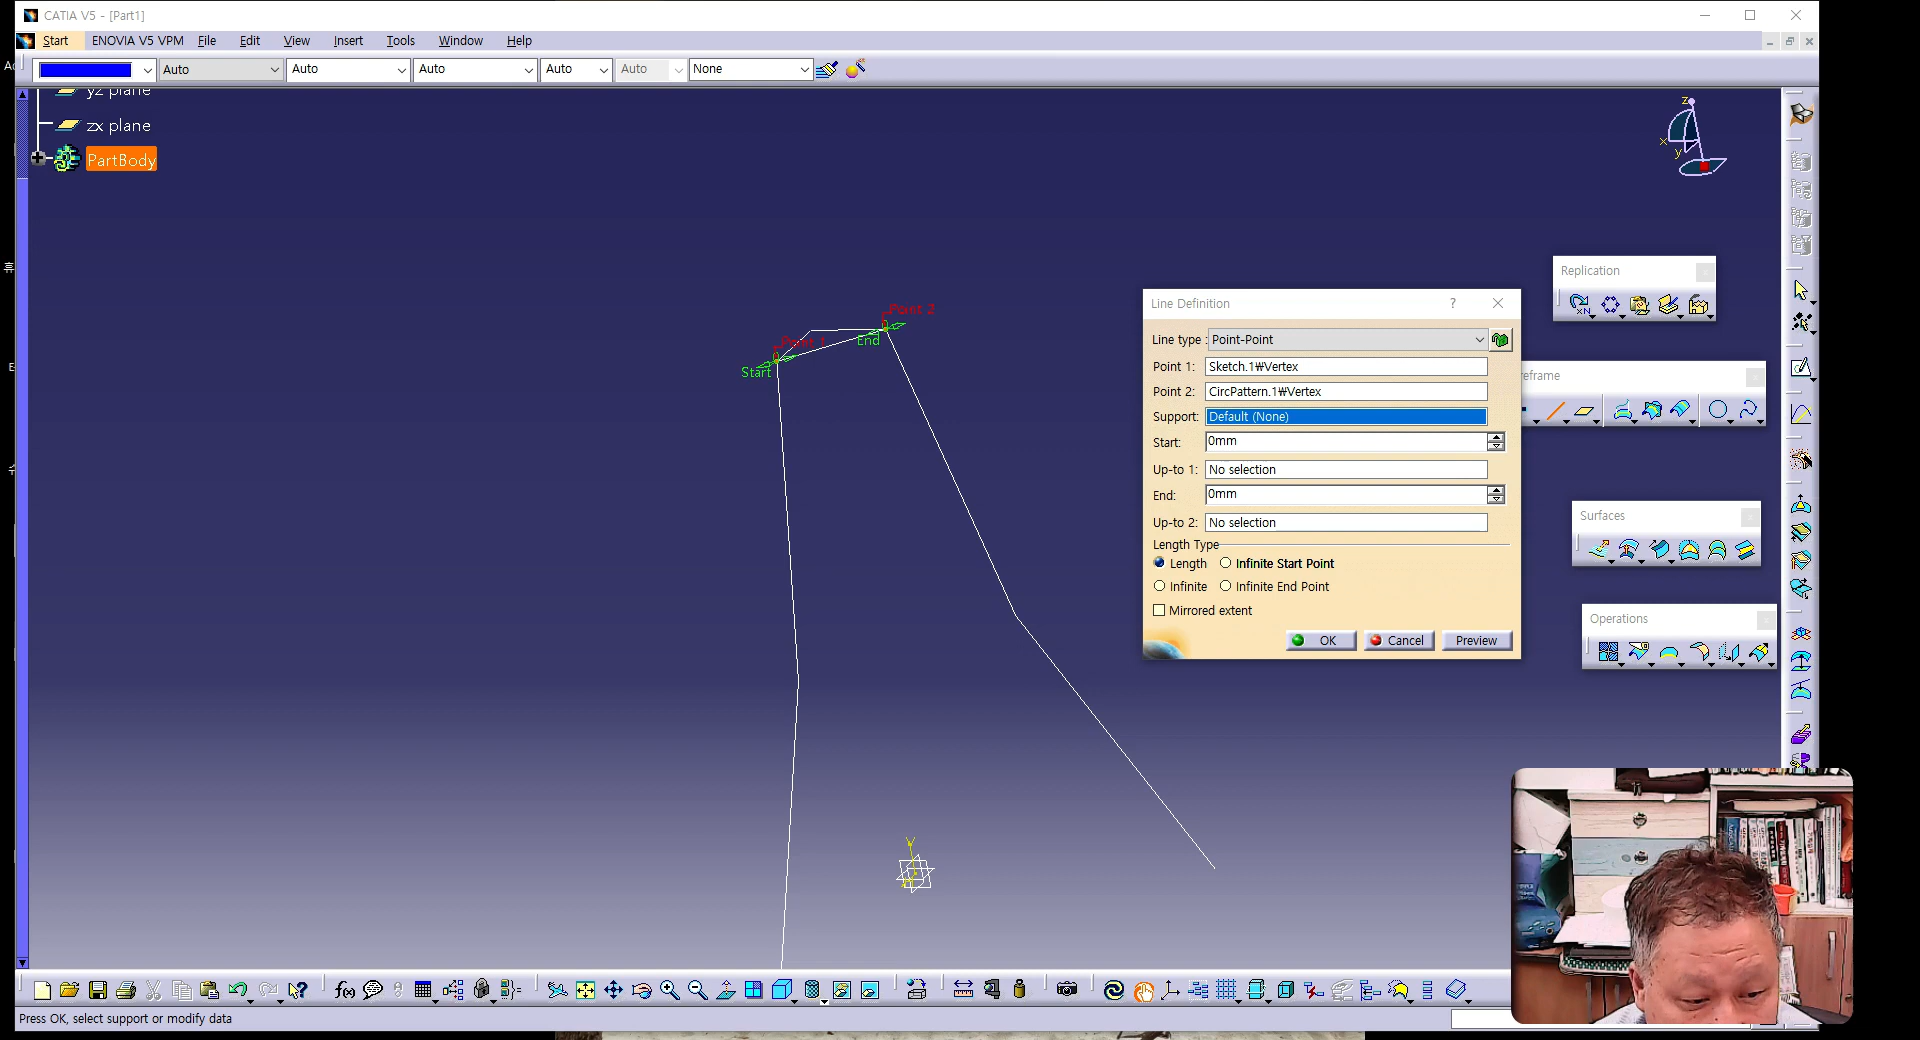 CATIA V5 - [Part1]
Start ENOVIA V5 VPM File Edit View Insert Tools Window Help
Auto Auto Auto Auto Auto None
yz plane
zx plane
PartBody
z
x
y
Point 2
Point 1
End
Start
Replication
Line Definition ?
Line type : Point-Point
Point 1: Sketch.1₩Vertex
Point 2: CircPattern.1₩Vertex
Support: Default (None)
Start: 0mm
Up-to 1: No selection
End: 0mm
Up-to 2: No selection
Length Type
Length Infinite Start Point
Infinite Infinite End Point
Mirrored extent
OK Cancel Preview
eframe
Surfaces
Operations
Press OK, select support or modify data